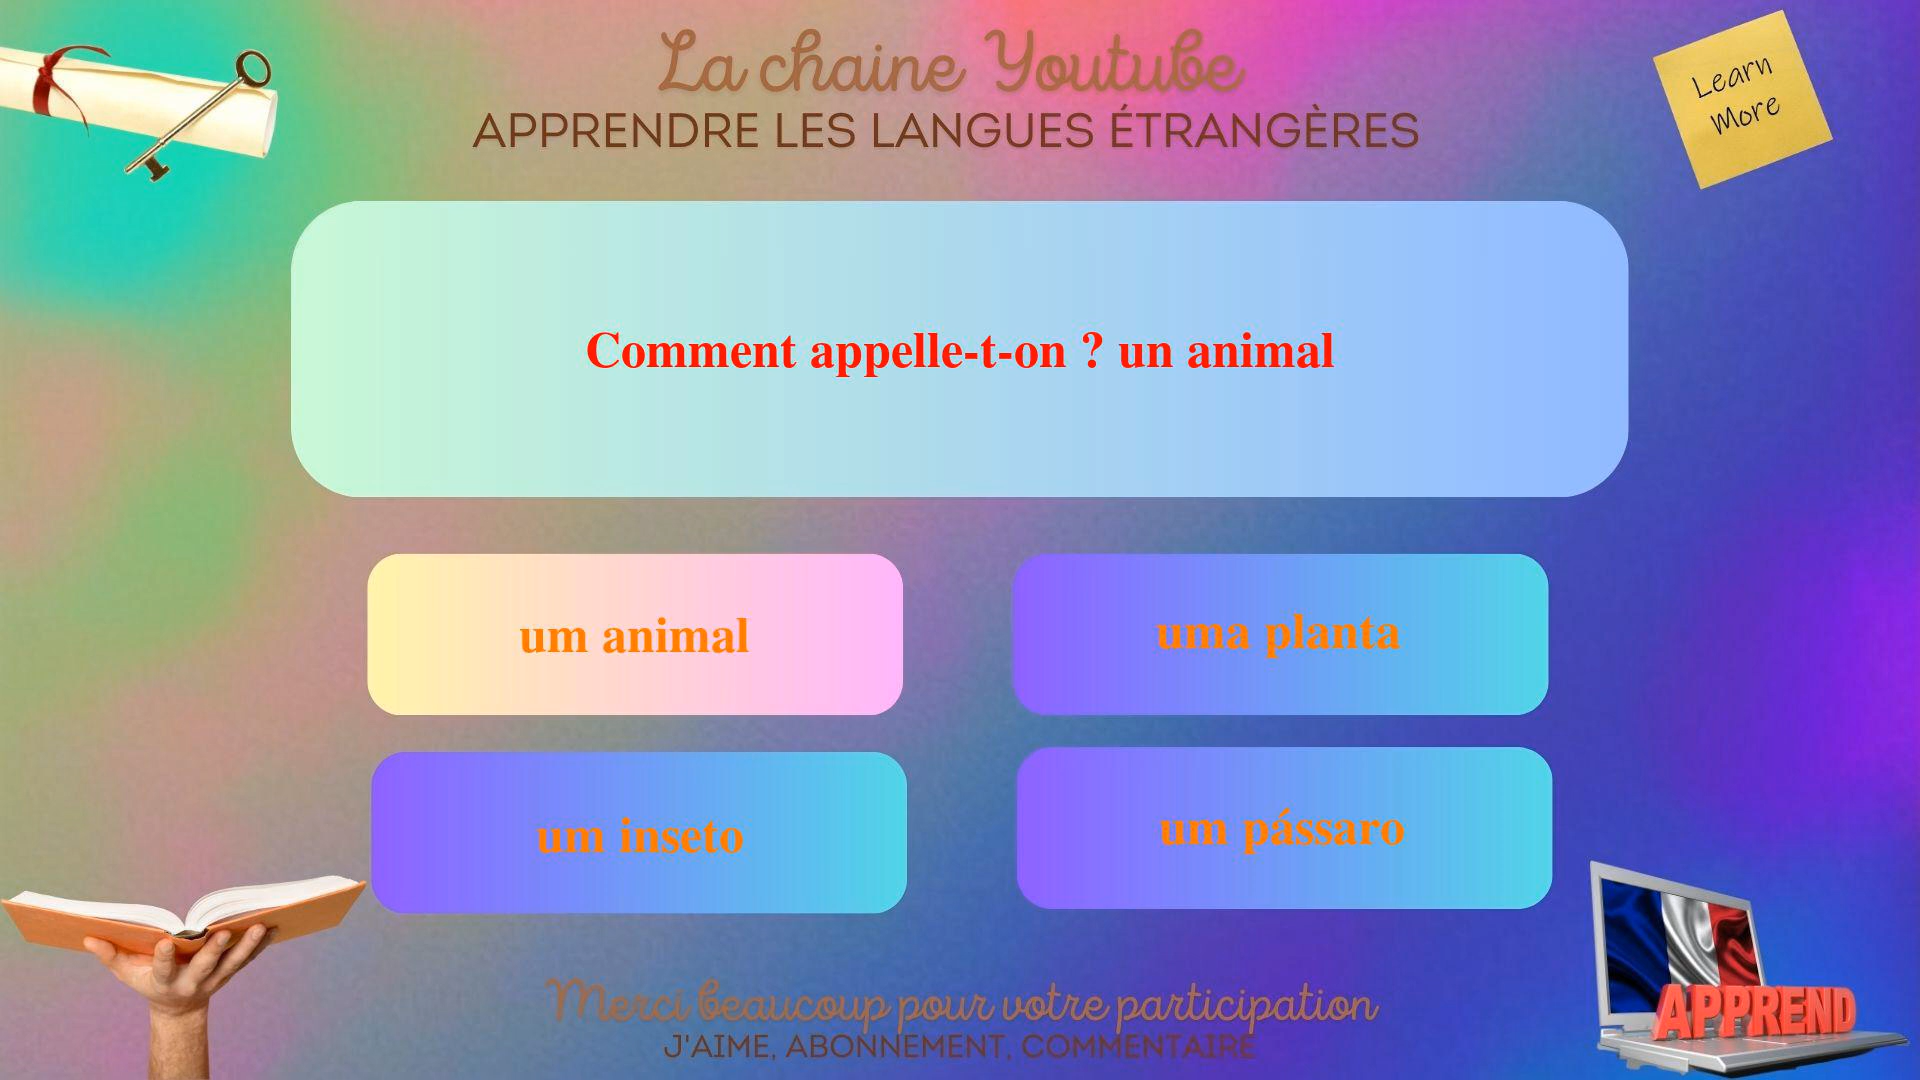 La chaine Youtube
APPRENDRE LES LANGUES ÉTRANGÈRES
Learn
More
Comment appelle-t-on ? un animal
um animal
uma planta
um inseto
um pássaro
Merci beaucoup pour votre participation
J'AIME, ABONNEMENT, COMMENTAIRE
APPREND